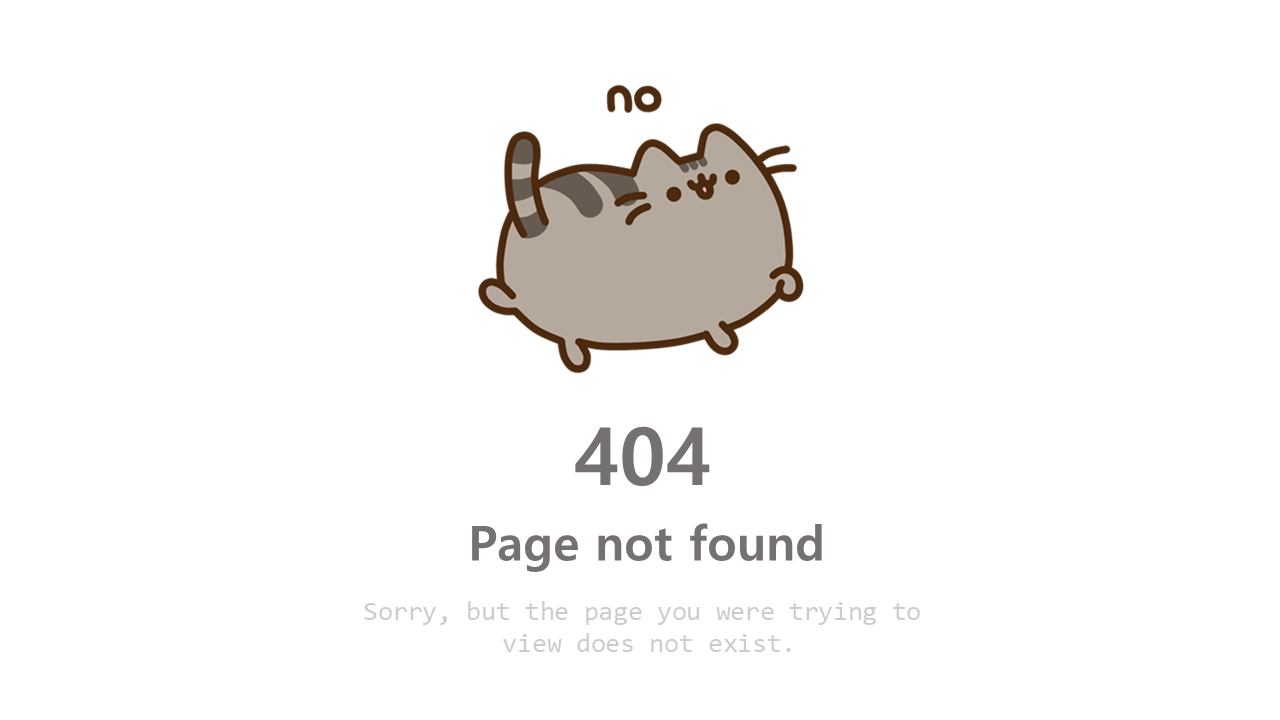 no
404
Page not found
Sorry, but the page you were trying to
view does not exist.